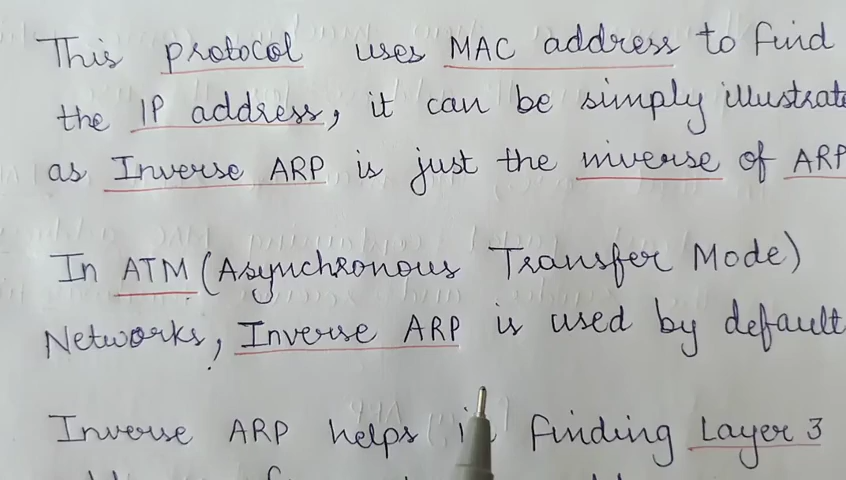 This protocol uses MAC address to find
the IP address, it can be simply illustrate
as Inverse ARP is just the inverse of ARP
In ATM (Asynchronous Transfer Mode)
Networks, Inverse ARP is used by default
Inverse ARP helps in finding Layer 3